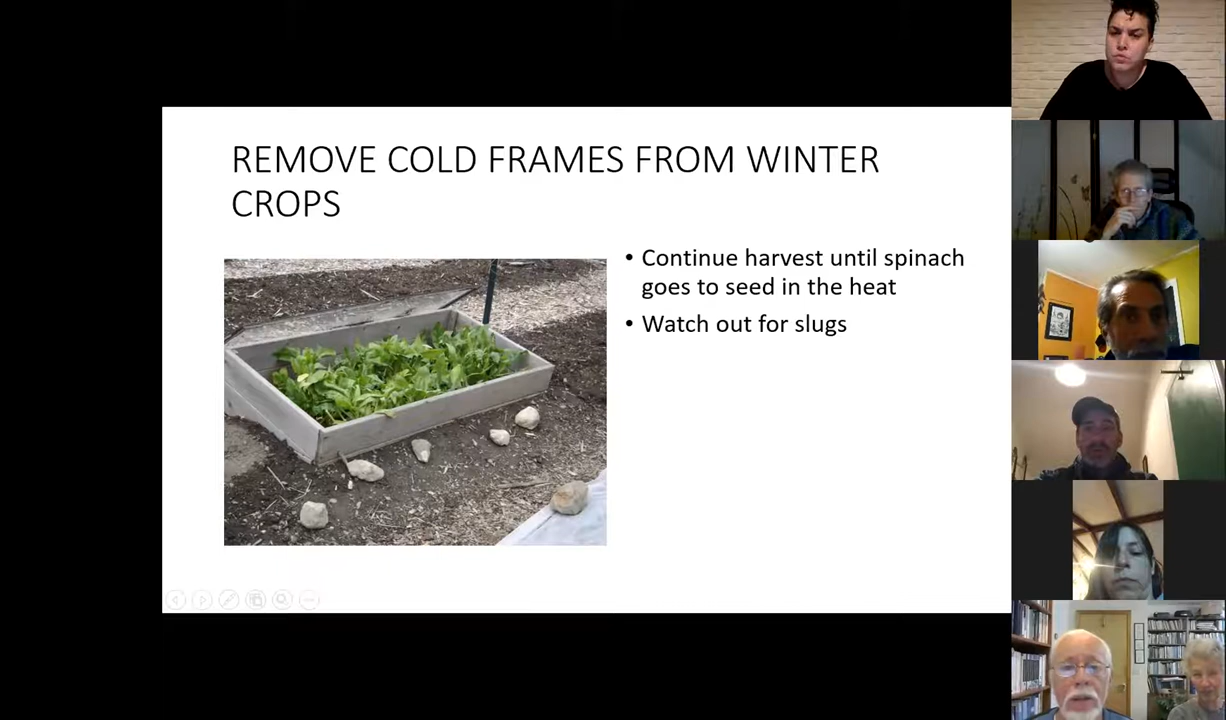 REMOVE COLD FRAMES FROM WINTER
CROPS
• Continue harvest until spinach
goes to seed in the heat
• Watch out for slugs